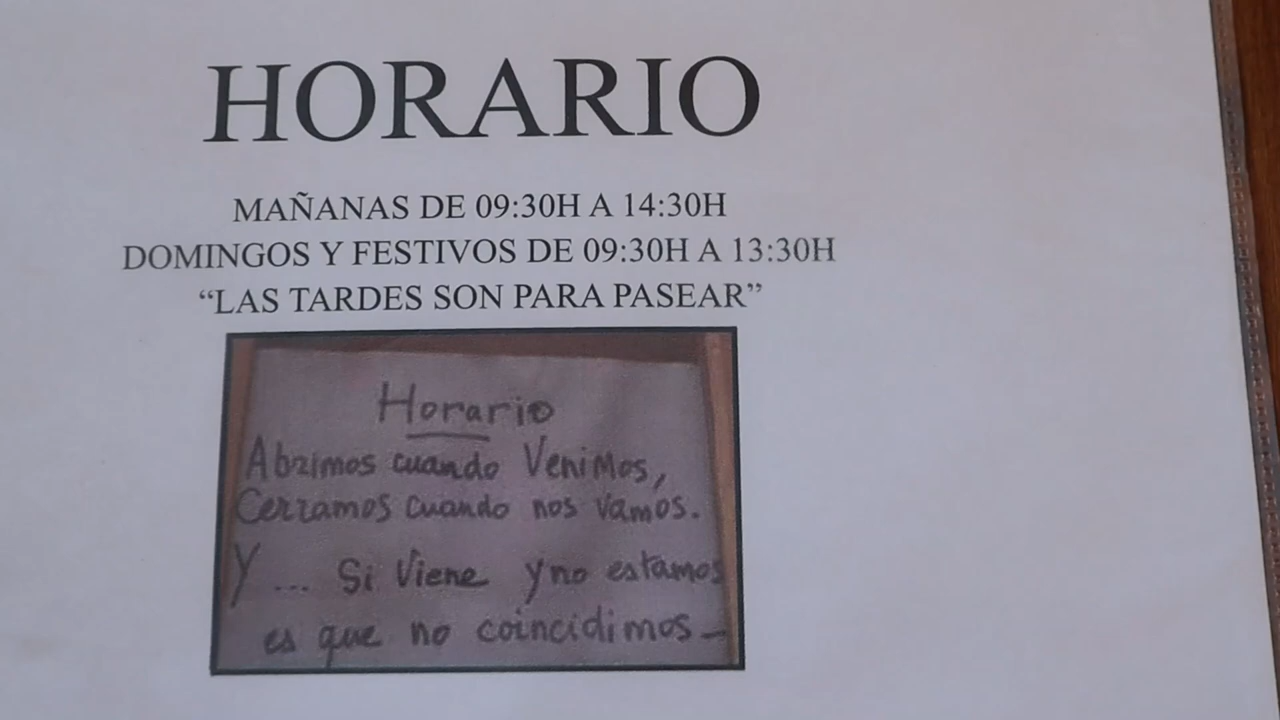 HORARIO
MAÑANAS DE 09:30H A 14:30H
DOMINGOS Y FESTIVOS DE 09:30H A 13:30H
“LAS TARDES SON PARA PASEAR”
Horario
Abrimos cuando Venimos,
Cerramos cuando nos vamos.
Y ... Si Viene y no estamos
es que no coincidimos_